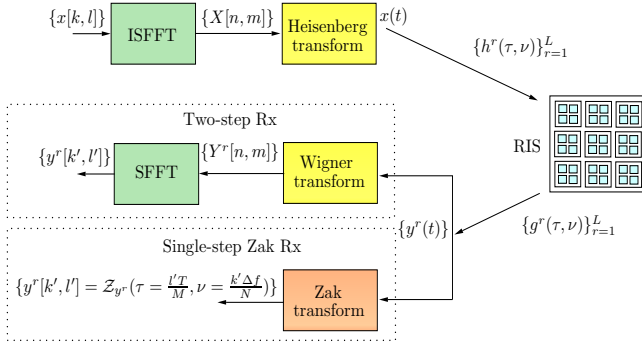 {x[k, l]}
ISFFT
{X[n, m]}
Heisenberg
transform
x(t)
{h^r(τ, ν)}_{r=1}^L
RIS
{g^r(τ, ν)}_{r=1}^L
Two-step Rx
{y^r[k′, l′]}
SFFT
{Y^r[n, m]}
Wigner
transform
{y^r(t)}
Single-step Zak Rx
{y^r[k′, l′] = 𝒵_{y^r}(τ = l′T/M, ν = k′Δf/N)}
Zak
transform